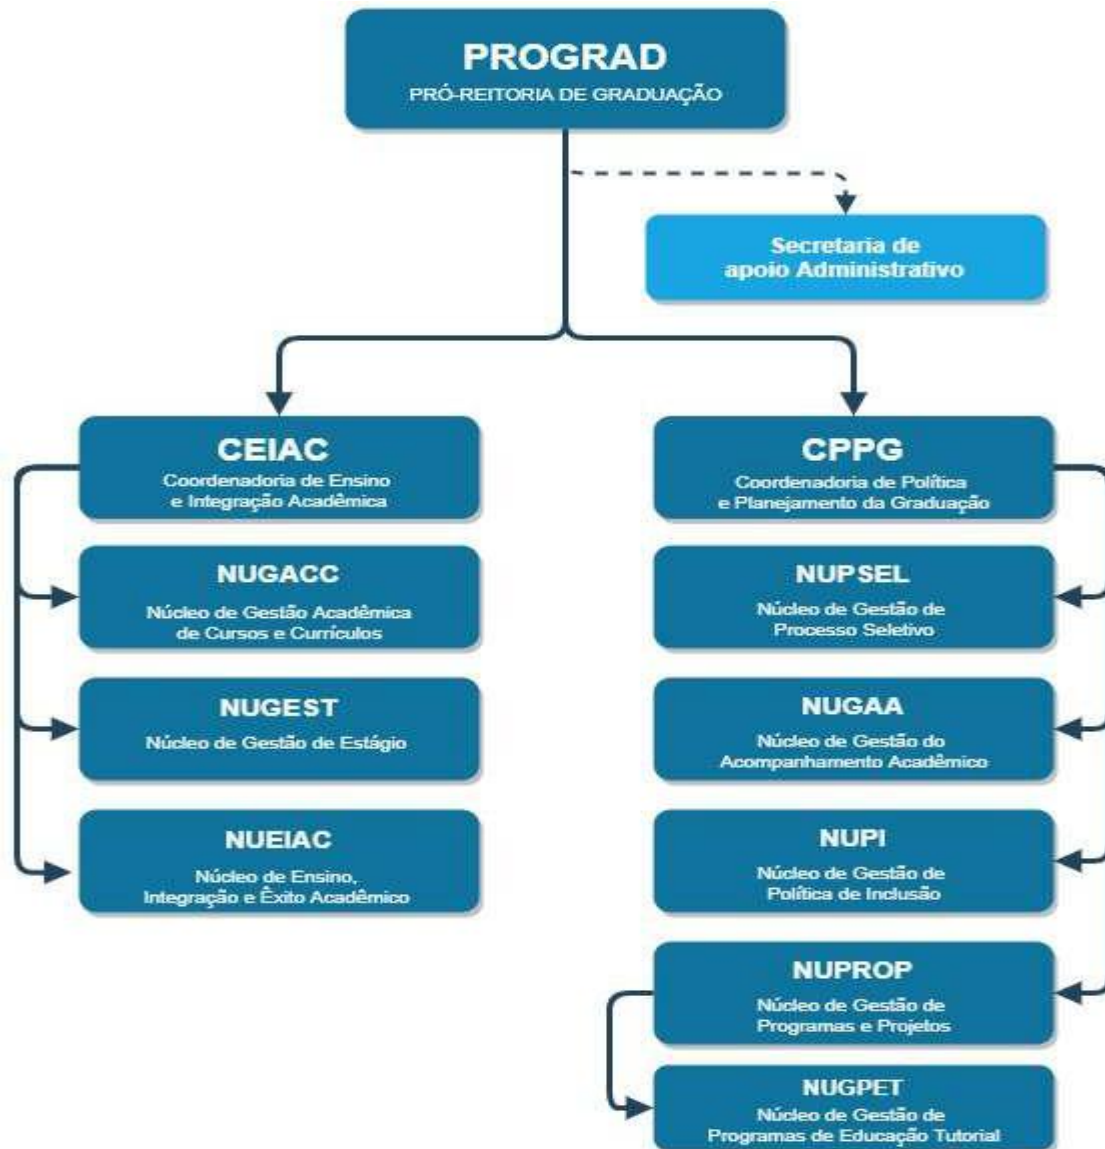 PROGRAD
PRÓ-REITORIA DE GRADUAÇÃO
Secretaria de
apoio Administrativo
CEIAC
Coordenadoria de Ensino
e Integração Acadêmica
NUGACC
Núcleo de Gestão Acadêmica
de Cursos e Currículos
NUGEST
Núcleo de Gestão de Estágio
NUEIAC
Núcleo de Ensino,
Integração e Êxito Acadêmico
CPPG
Coordenadoria de Política
e Planejamento da Graduação
NUPSEL
Núcleo de Gestão de
Processo Seletivo
NUGAA
Núcleo de Gestão do
Acompanhamento Acadêmico
NUPI
Núcleo de Gestão de
Política de Inclusão
NUPROP
Núcleo de Gestão de
Programas e Projetos
NUGPET
Núcleo de Gestão de
Programas de Educação Tutorial